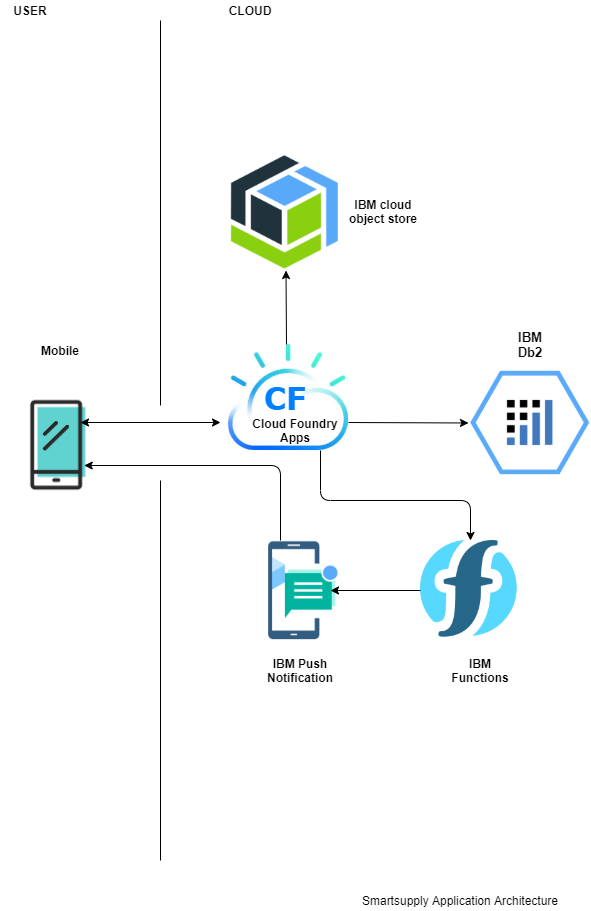 USER
CLOUD
IBM cloud
object store
Mobile
IBM
Db2
CF
Cloud Foundry
Apps
IBM Push
Notification
IBM
Functions
Smartsupply Application Architecture